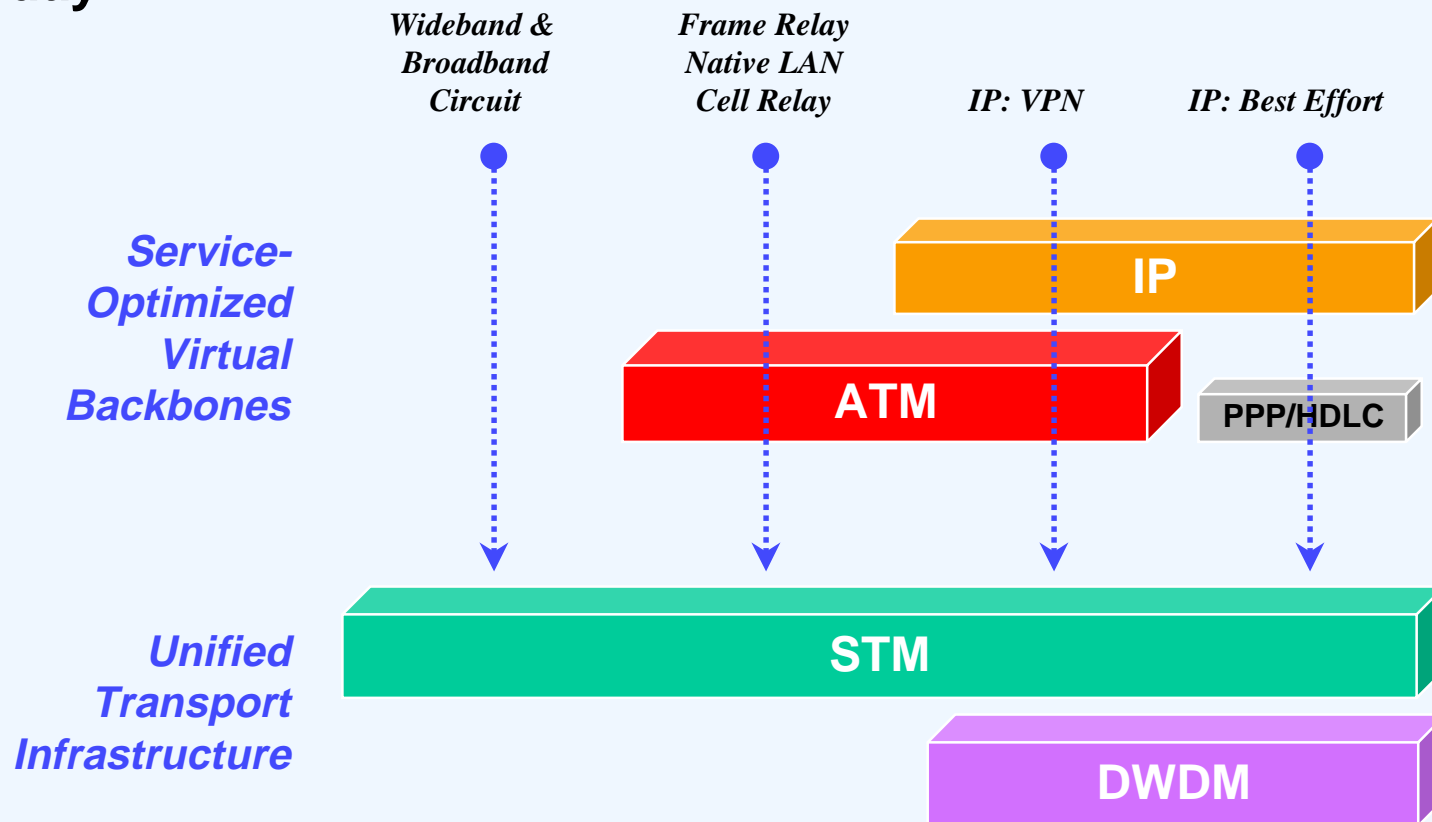 Wideband &
Broadband
Circuit
Frame Relay
Native LAN
Cell Relay
IP: VPN
IP: Best Effort
Service-
Optimized
Virtual
Backbones
IP
ATM
PPP/HDLC
Unified
Transport
Infrastructure
STM
DWDM